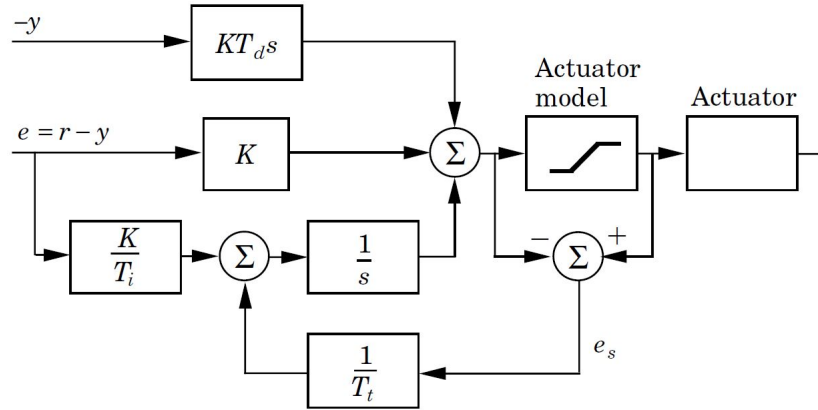 −y
KT_d s
Actuator model
Actuator
e = r − y
K
Σ
K/T_i
Σ
1/s
−
+
Σ
1/T_t
e_s